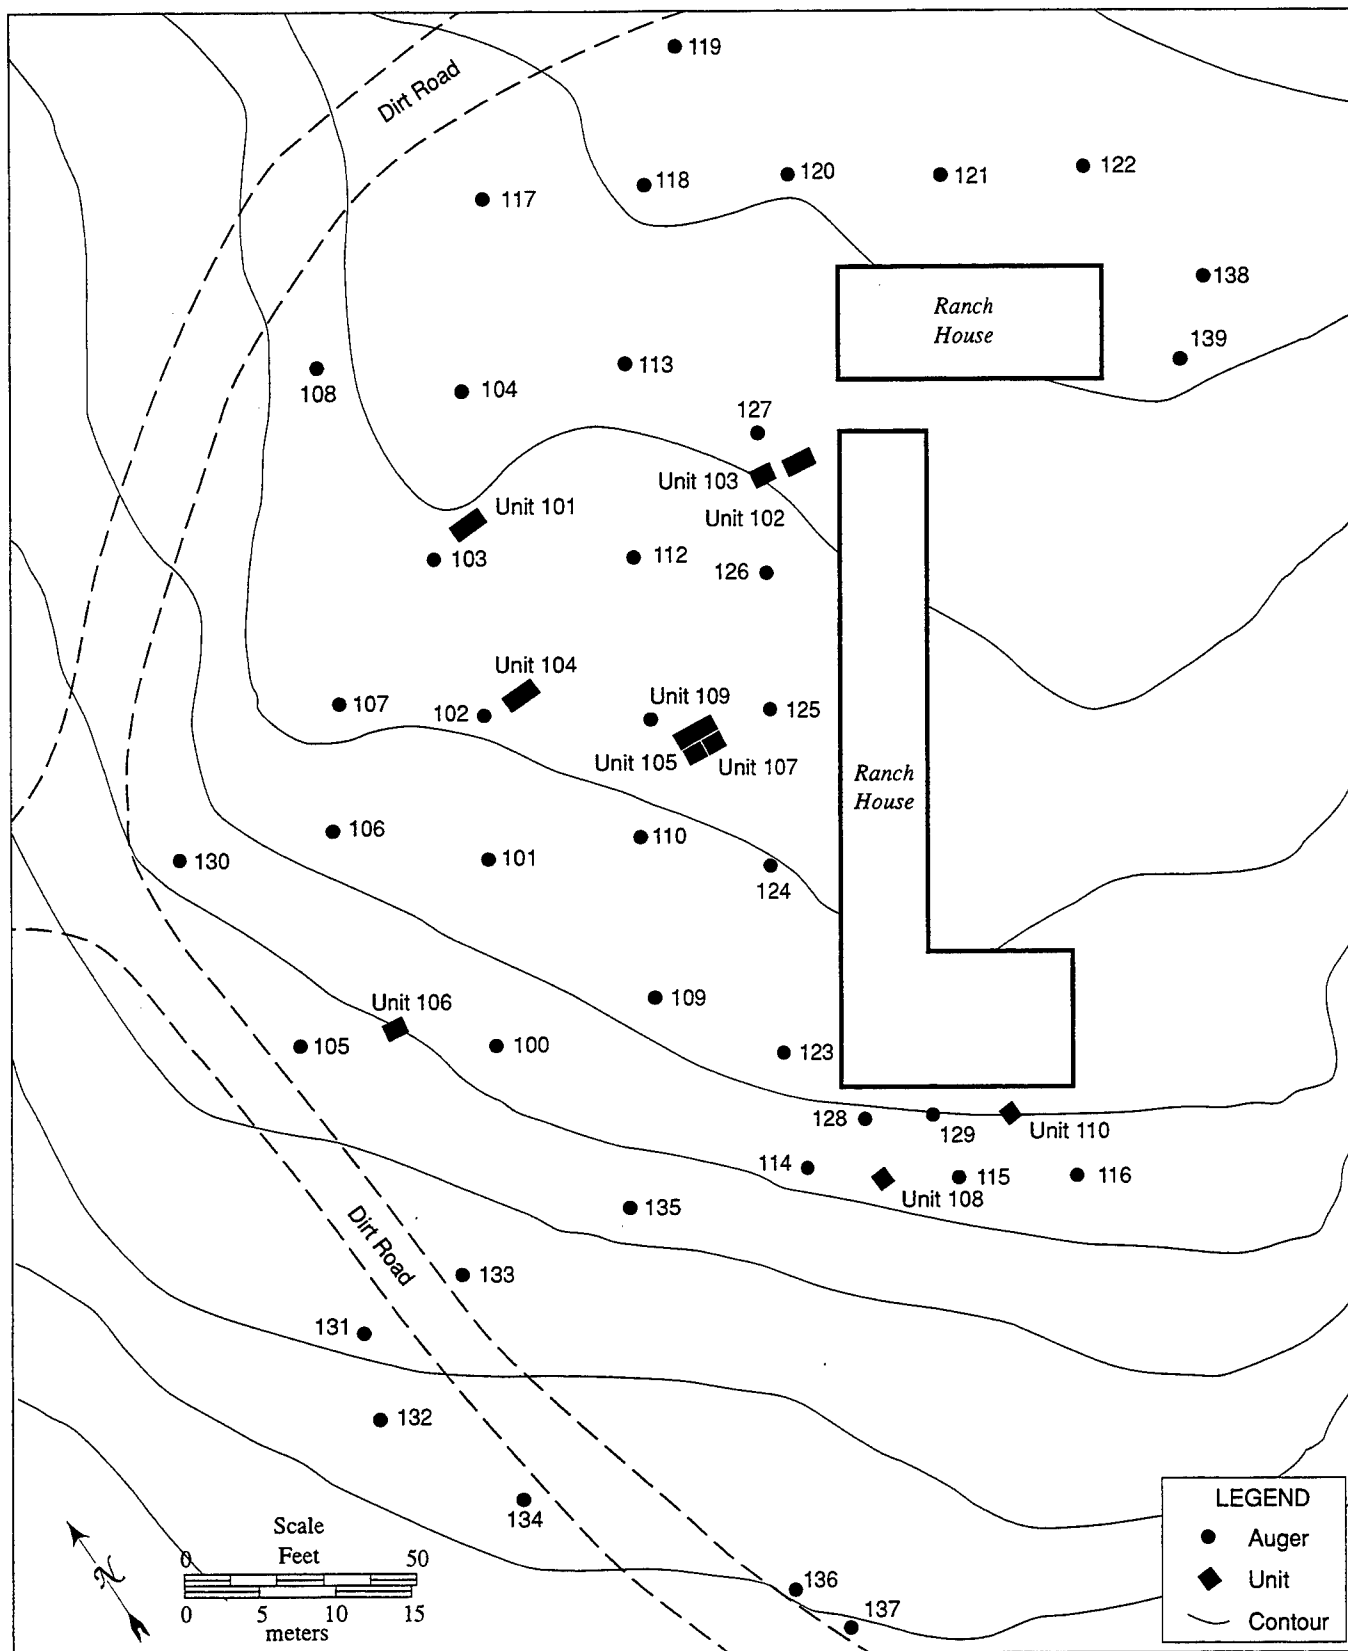 119
Dirt Road
118
120
121
122
117
138
Ranch
House
139
113
108
104
127
Unit 103
Unit 101
Unit 102
103
112
126
Unit 104
107
102
Unit 109
125
Unit 105
Unit 107
Ranch
House
106
130
101
110
124
109
Unit 106
105
100
123
128
129
Unit 110
114
115
116
Unit 108
135
Dirt Road
133
131
132
134
136
137
N
Scale
Feet
0
50
0
5
10
15
meters
LEGEND
Auger
Unit
Contour